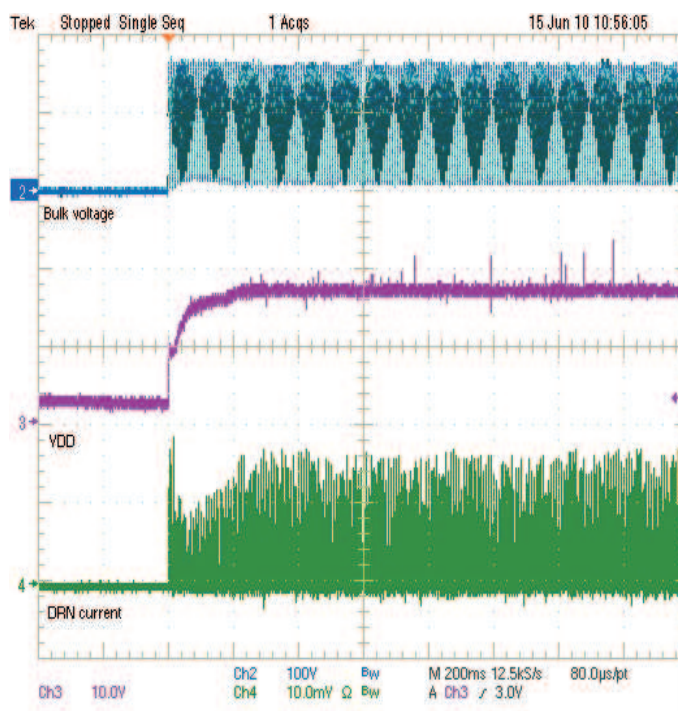 Tek Stopped Single Seq 1 Acqs 15 Jun 10 10:56:05
2
Bulk voltage
3
VDD
4
DRN current
Ch2 100V Bw M 200ms 12.5kS/s 80.0µs/pt
Ch3 10.0V Ch4 10.0mV Ω Bw A Ch3 / 3.0V